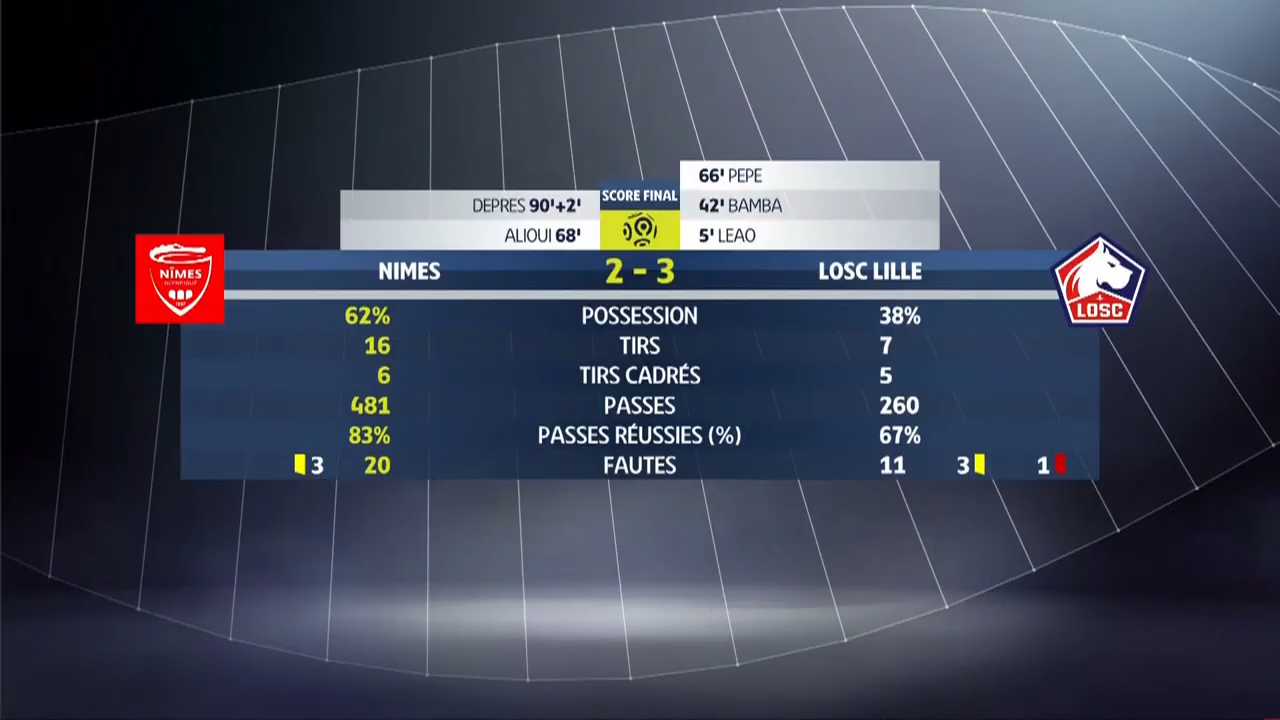 66' PEPE
DEPRES 90'+2' SCORE FINAL 42' BAMBA
ALIOUI 68' 5' LEAO
NIMES 2 - 3 LOSC LILLE
NÎMES
OLYMPIQUE
1937
LOSC
62% POSSESSION 38%
16 TIRS 7
6 TIRS CADRÉS 5
481 PASSES 260
83% PASSES RÉUSSIES (%) 67%
3 20 FAUTES 11 3 1